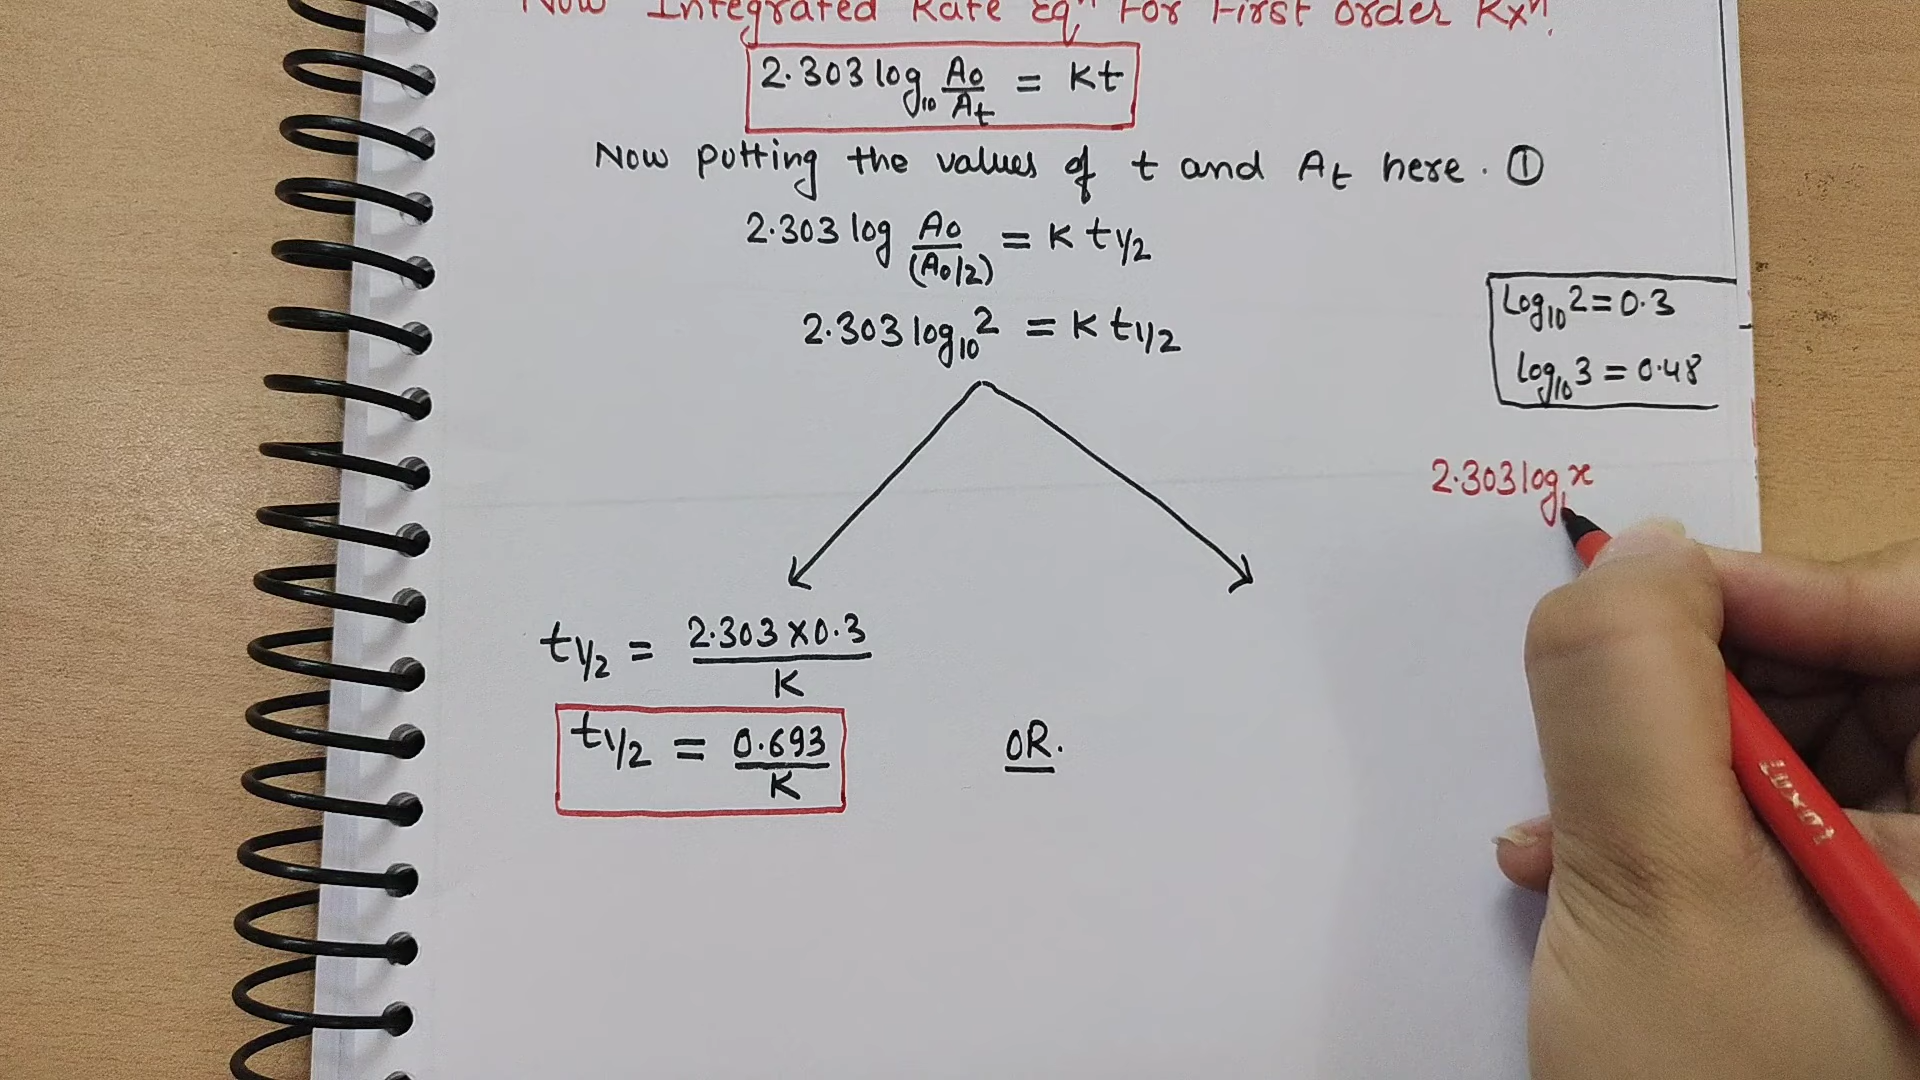 Now Integrated Rate Eqⁿ For First order Rxⁿ.
2.303 log₁₀ A₀/Aₜ = Kt
Now putting the values of t and Aₜ here. ①
2.303 log A₀/(A₀/2) = K t1/2
2.303 log₁₀ 2 = K t1/2
Log₁₀ 2 = 0.3
log₁₀ 3 = 0.48
2.303 log x
t1/2 = 2.303 × 0.3/K
t1/2 = 0.693/K
OR.
Luxor